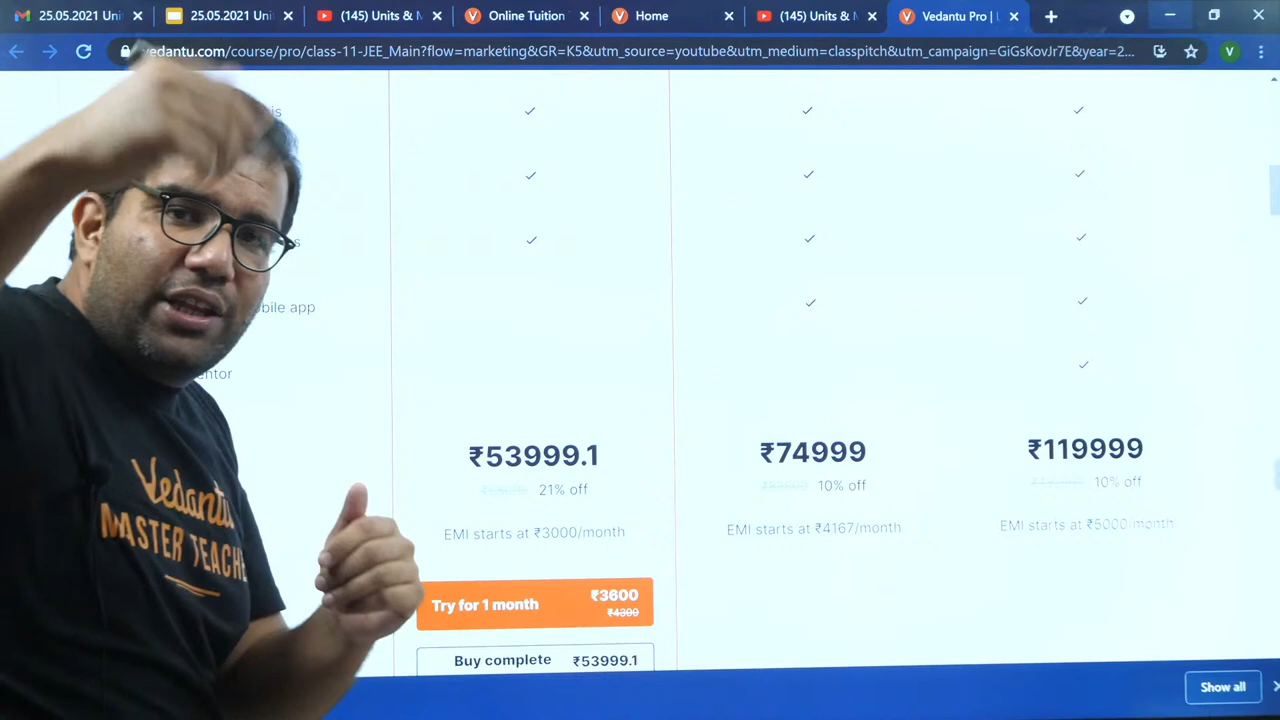 25.05.2021 Uni
25.05.2021 Uni
(145) Units & M
Online Tuition
Home
(145) Units & M
Vedantu Pro |
vedantu.com/course/pro/class-11-JEE_Main?flow=marketing&GR=K5&utm_source=youtube&utm_medium=classpitch&utm_campaign=GiGsKovJr7E&year=2...
V
is
s
bile app
entor
₹53999.1
₹74999
₹119999
21% off
10% off
10% off
EMI starts at ₹3000/month
EMI starts at ₹4167/month
EMI starts at ₹5000/month
Try for 1 month
₹3600
₹4300
Buy complete
₹53999.1
Show all
Vedantu
MASTER TEACHE